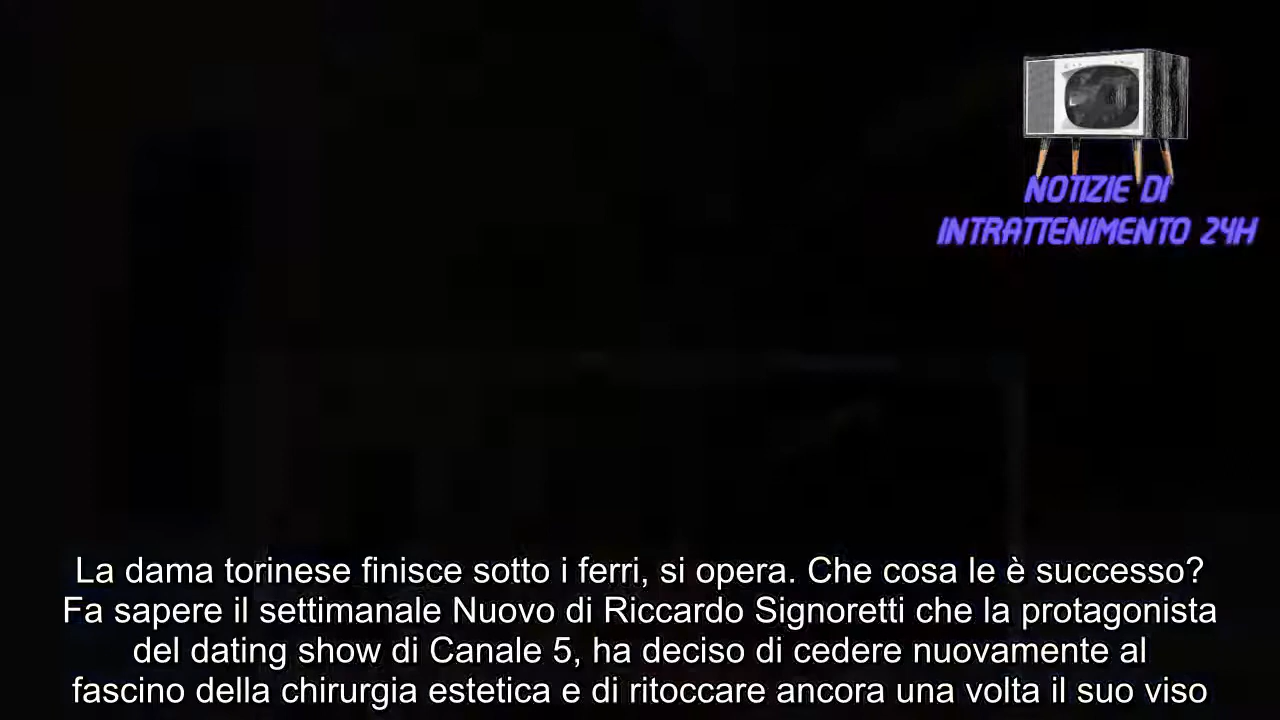 NOTIZIE DI
INTRATTENIMENTO 24H
La dama torinese finisce sotto i ferri, si opera. Che cosa le è successo?
Fa sapere il settimanale Nuovo di Riccardo Signoretti che la protagonista
del dating show di Canale 5, ha deciso di cedere nuovamente al
fascino della chirurgia estetica e di ritoccare ancora una volta il suo viso